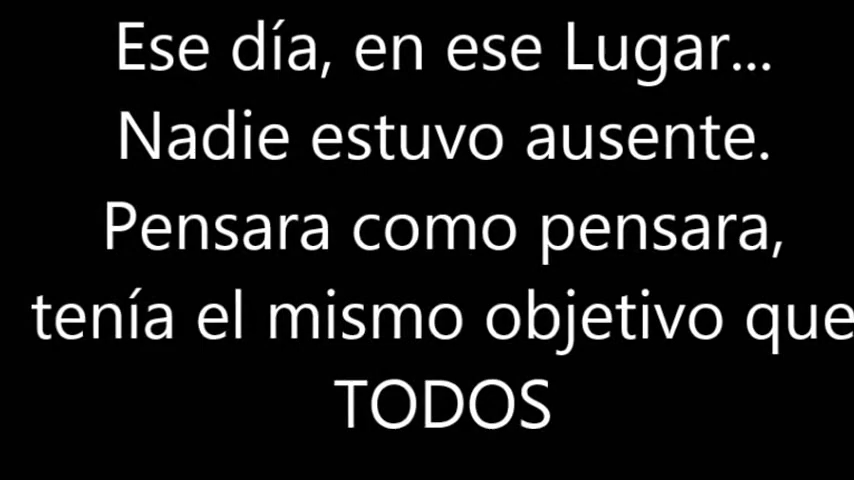 Ese día, en ese Lugar...
Nadie estuvo ausente.
Pensara como pensara,
tenía el mismo objetivo que
TODOS